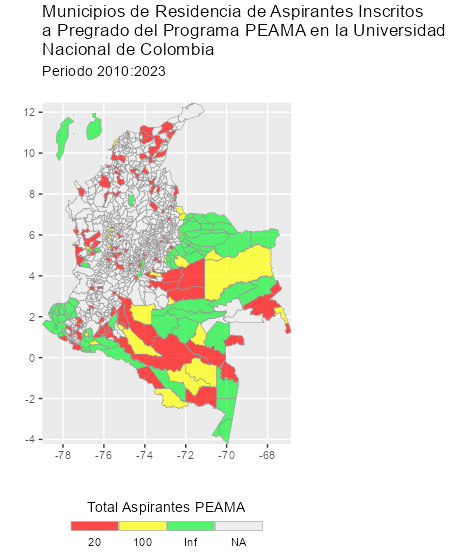 Municipios de Residencia de Aspirantes Inscritos
a Pregrado del Programa PEAMA en la Universidad
Nacional de Colombia
Periodo 2010:2023
12
10
8
6
4
2
0
-2
-4
-78 -76 -74 -72 -70 -68
Total Aspirantes PEAMA
20 100 Inf NA